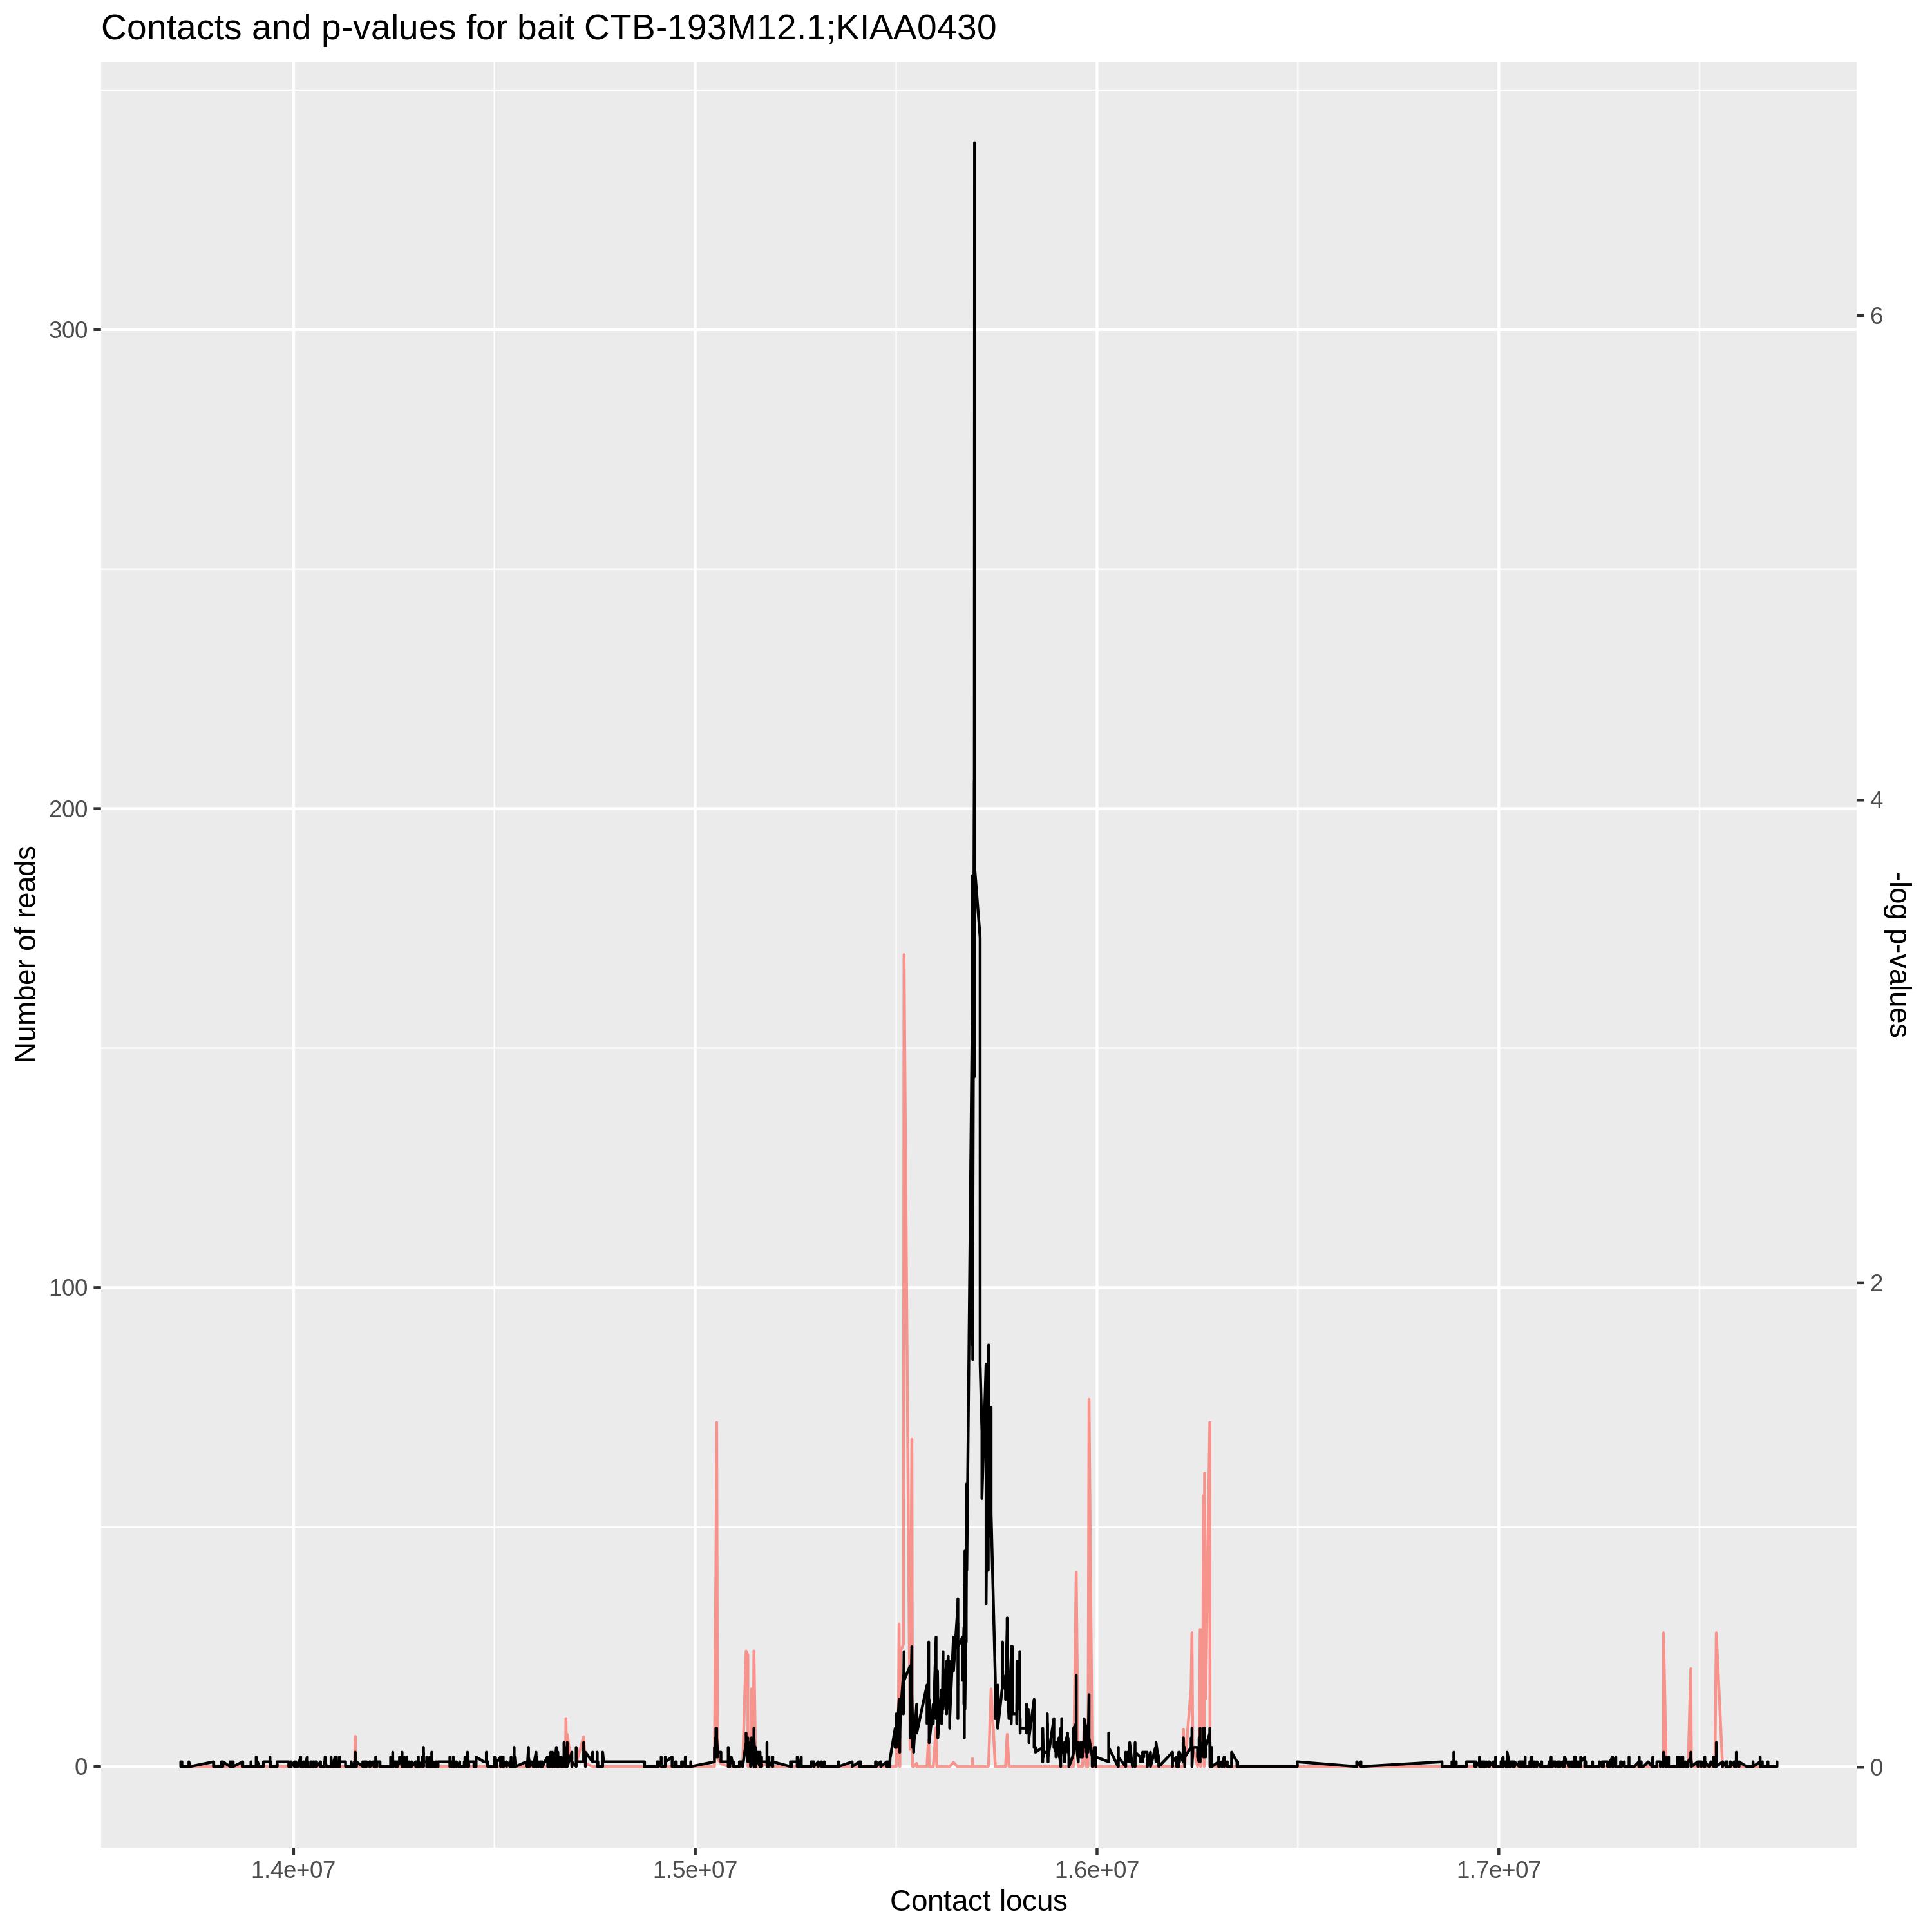 Contacts and p-values for bait CTB-193M12.1;KIAA0430
300
200
100
0
Number of reads
6
4
2
0
-log p-values
1.4e+07 1.5e+07 1.6e+07 1.7e+07
Contact locus